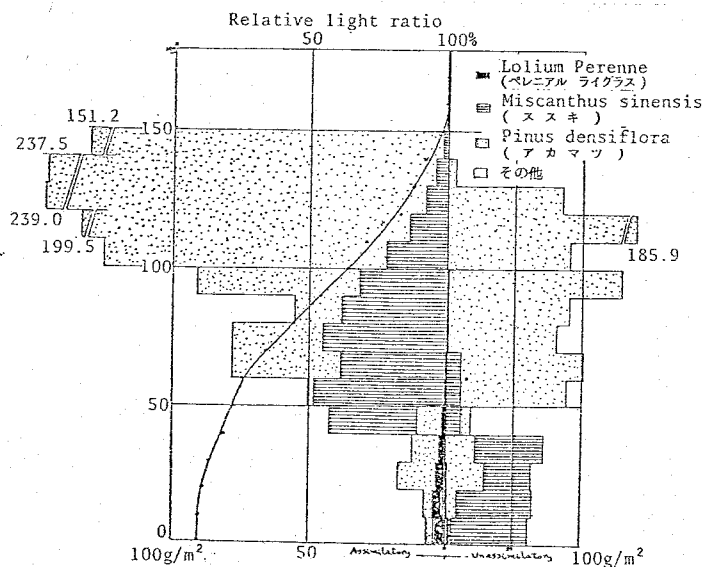 Relative light ratio
50 100%
Lolium Perenne
(ペレニアル ライグラス)
Miscanthus sinensis
(ススキ)
Pinus densiflora
(アカマツ)
その他
151.2
150
237.5
239.0
199.5
185.9
100
50
0
100g/m² 50 Assimilatory Unassimilatory 100g/m²